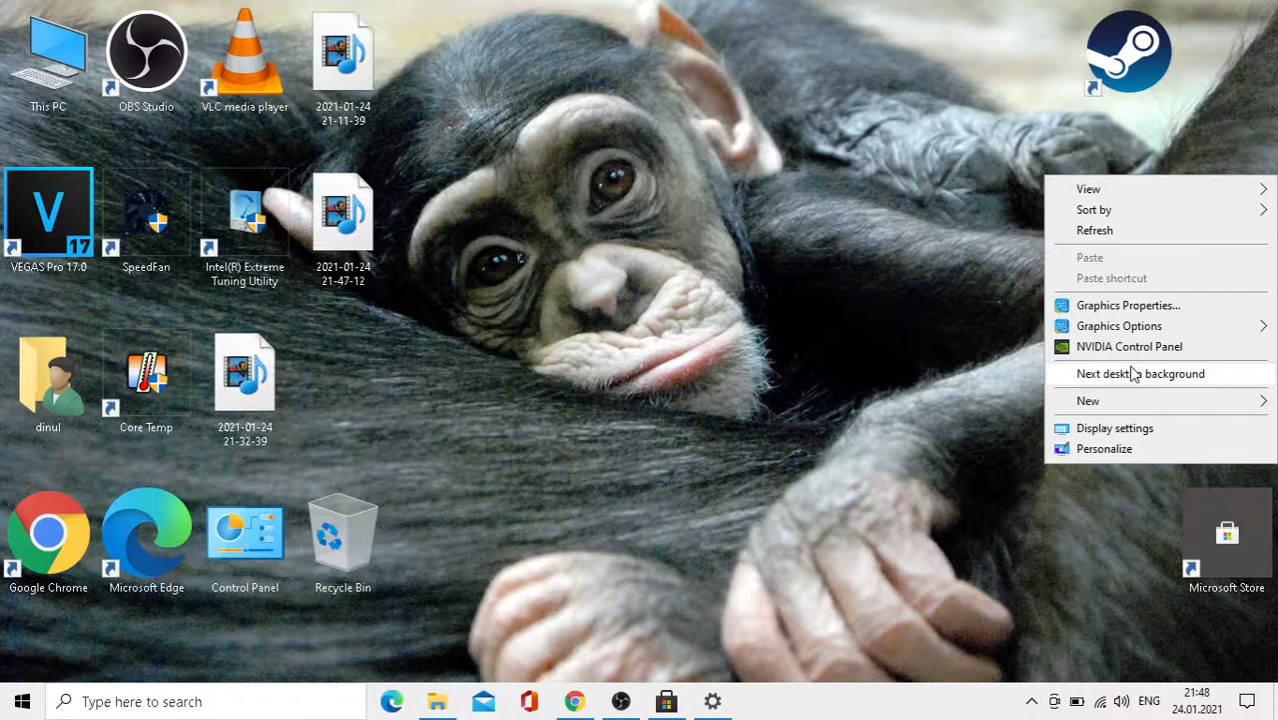 This PC
OBS Studio
VLC media player
2021-01-24
21-11-39
V
17
VEGAS Pro 17.0
SpeedFan
Intel(R) Extreme
Tuning Utility
2021-01-24
21-47-12
dinul
Core Temp
2021-01-24
21-32-39
Google Chrome
Microsoft Edge
Control Panel
Recycle Bin
Microsoft Store
View
Sort by
Refresh
Paste
Paste shortcut
Graphics Properties...
Graphics Options
NVIDIA Control Panel
Next desktop background
New
Display settings
Personalize
Type here to search
ENG
21:48
24.01.2021